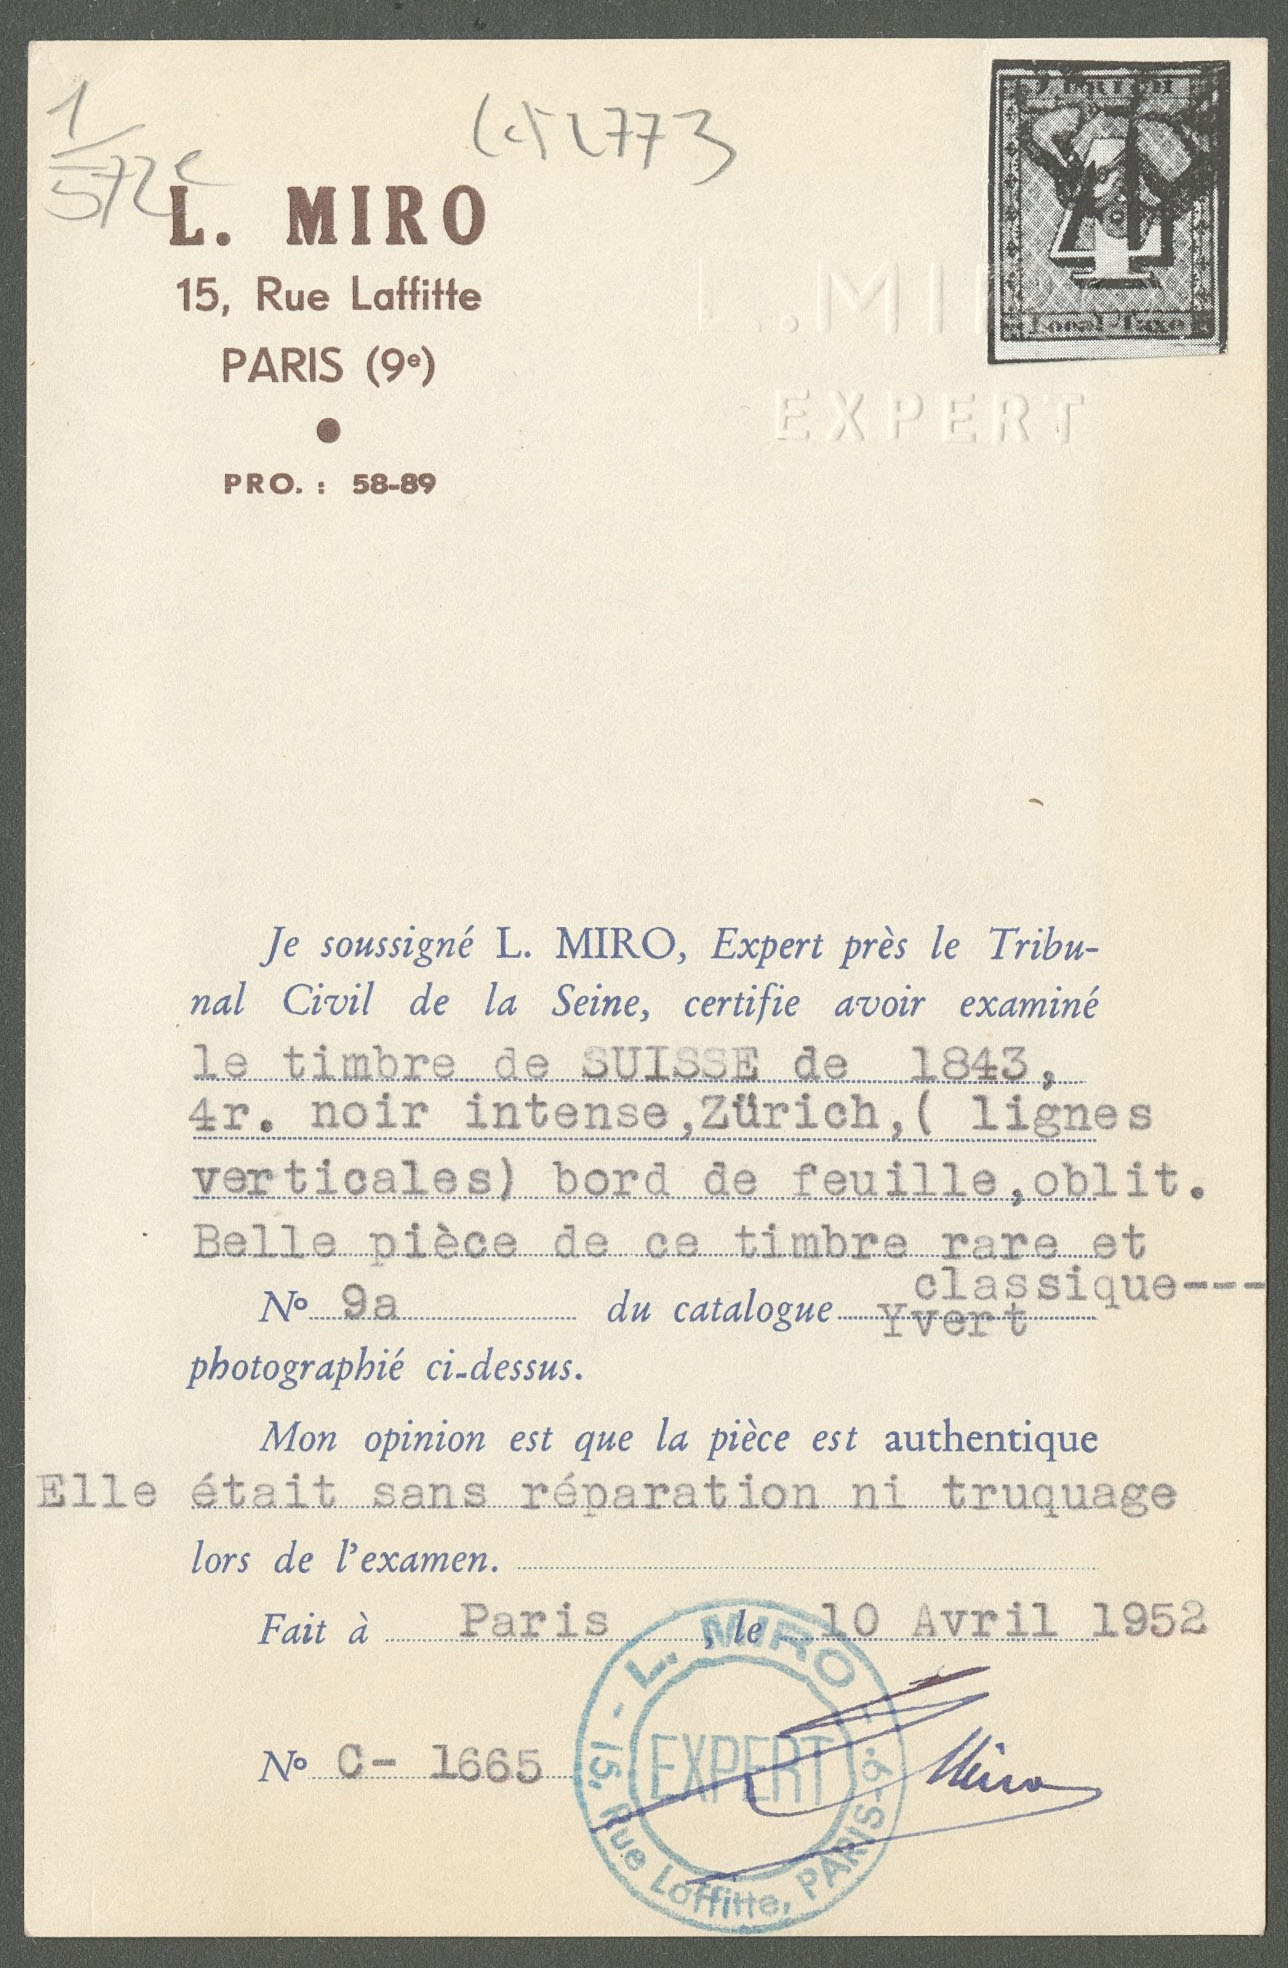 L. MIRO
15, Rue Laffitte
PARIS (9e)
PRO. : 58-89
EXPERT
4
Local-Taxe
Je soussigné L. MIRO, Expert près le Tribu-
nal Civil de la Seine, certifie avoir examiné
le timbre de SUISSE de 1843,
4r. noir intense,Zürich,( lignes
verticales) bord de feuille,oblit.
Belle pièce de ce timbre rare et
classique---
No 9a du catalogue Yvert
photographié ci-dessus.
Mon opinion est que la pièce est authentique
Elle était sans réparation ni truquage
lors de l'examen.
Fait à Paris , le 10 Avril 1952
No C- 1665
L. MIRO - 15, Rue Laffitte, PARIS-9e -
EXPERT
Miro